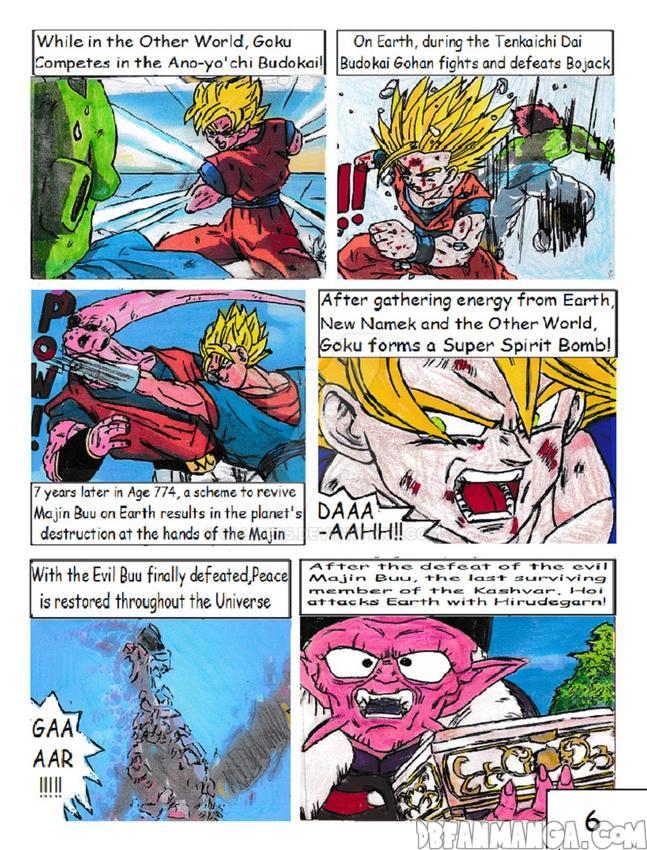 While in the Other World, Goku
Competes in the Ano-yo'chi Budokai!
On Earth, during the Tenkaichi Dai
Budokai Gohan fights and defeats Bojack
!!
POW!
7 years later in Age 774, a scheme to revive
Majin Buu on Earth results in the planet's
destruction at the hands of the Majin
After gathering energy from Earth,
New Namek and the Other World,
Goku forms a Super Spirit Bomb!
DAAA
-AAHH!!
With the Evil Buu finally defeated,Peace
is restored throughout the Universe
GAA
AAR
!!!!!
After the defeat of the evil
Majin Buu, the last surviving
member of the Kashvar, Hoi
attacks Earth with Hirudegarn!
6
DBFANMANGA.COM